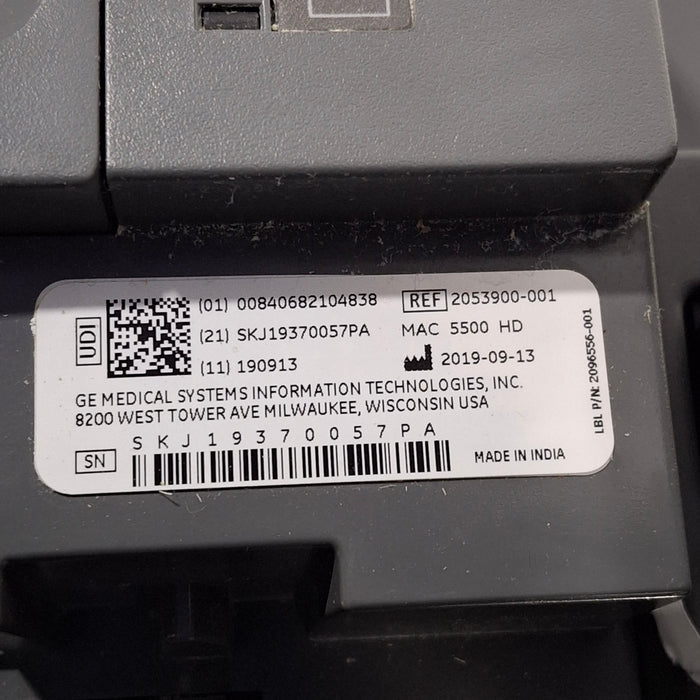 UDI
(01) 00840682104838
REF 2053900-001
(21) SKJ19370057PA
MAC 5500 HD
(11) 190913
2019-09-13
GE MEDICAL SYSTEMS INFORMATION TECHNOLOGIES, INC.
8200 WEST TOWER AVE MILWAUKEE, WISCONSIN USA
SKJ19370057PA
SN
MADE IN INDIA
LBL P/N: 2096556-001